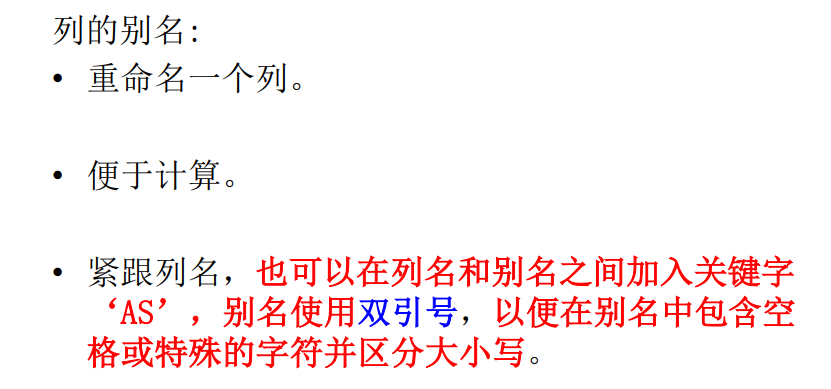 列的别名:
• 重命名一个列。
• 便于计算。
• 紧跟列名，也可以在列名和别名之间加入关键字
‘AS’，别名使用双引号，以便在别名中包含空
格或特殊的字符并区分大小写。